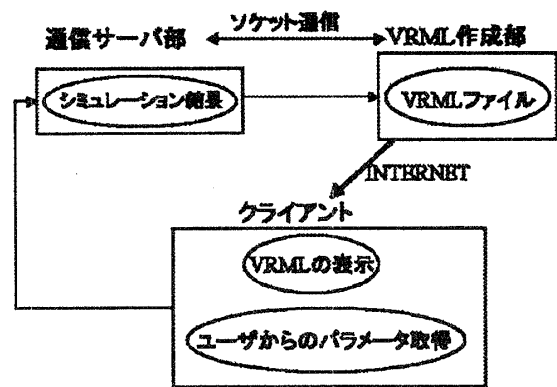 ソケット通信
通信サーバ部
VRML作成部
シミュレーション結果
VRMLファイル
INTERNET
クライアント
VRMLの表示
ユーザからのパラメータ取得